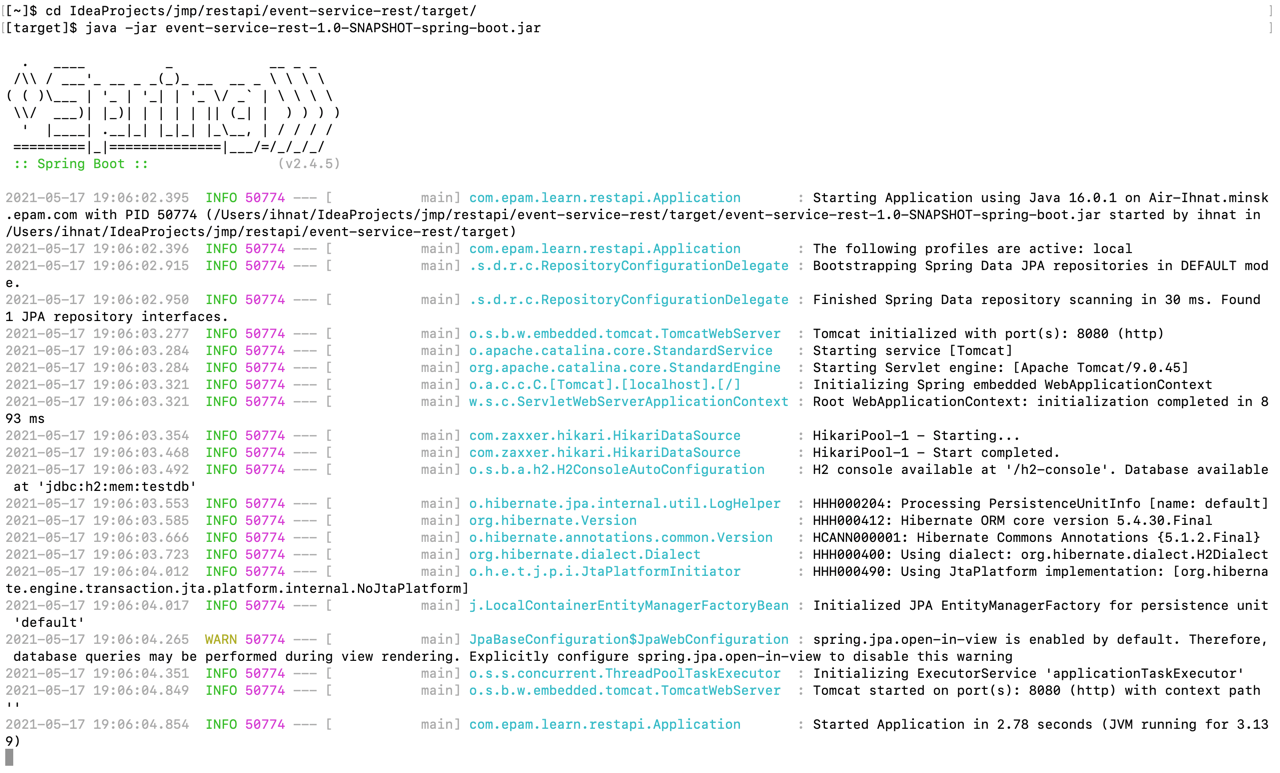 [~]$ cd IdeaProjects/jmp/restapi/event-service-rest/target/
[target]$ java -jar event-service-rest-1.0-SNAPSHOT-spring-boot.jar
  .   ____          _            __ _ _
 /\\ / ___'_ __ _ _(_)_ __  __ _ \ \ \ \
( ( )\___ | '_ | '_| | '_ \/ _` | \ \ \ \
 \\/  ___)| |_)| | | | | || (_| |  ) ) ) )
  '  |____| .__|_| |_|_| |_\__, | / / / /
 =========|_|==============|___/=/_/_/_/
 :: Spring Boot ::                (v2.4.5)
2021-05-17 19:06:02.395  INFO 50774 --- [           main] com.epam.learn.restapi.Application       : Starting Application using Java 16.0.1 on Air-Ihnat.minsk
.epam.com with PID 50774 (/Users/ihnat/IdeaProjects/jmp/restapi/event-service-rest/target/event-service-rest-1.0-SNAPSHOT-spring-boot.jar started by ihnat in
/Users/ihnat/IdeaProjects/jmp/restapi/event-service-rest/target)
2021-05-17 19:06:02.396  INFO 50774 --- [           main] com.epam.learn.restapi.Application       : The following profiles are active: local
2021-05-17 19:06:02.915  INFO 50774 --- [           main] .s.d.r.c.RepositoryConfigurationDelegate : Bootstrapping Spring Data JPA repositories in DEFAULT mod
e.
2021-05-17 19:06:02.950  INFO 50774 --- [           main] .s.d.r.c.RepositoryConfigurationDelegate : Finished Spring Data repository scanning in 30 ms. Found
1 JPA repository interfaces.
2021-05-17 19:06:03.277  INFO 50774 --- [           main] o.s.b.w.embedded.tomcat.TomcatWebServer  : Tomcat initialized with port(s): 8080 (http)
2021-05-17 19:06:03.284  INFO 50774 --- [           main] o.apache.catalina.core.StandardService   : Starting service [Tomcat]
2021-05-17 19:06:03.284  INFO 50774 --- [           main] org.apache.catalina.core.StandardEngine  : Starting Servlet engine: [Apache Tomcat/9.0.45]
2021-05-17 19:06:03.321  INFO 50774 --- [           main] o.a.c.c.C.[Tomcat].[localhost].[/]       : Initializing Spring embedded WebApplicationContext
2021-05-17 19:06:03.321  INFO 50774 --- [           main] w.s.c.ServletWebServerApplicationContext : Root WebApplicationContext: initialization completed in 8
93 ms
2021-05-17 19:06:03.354  INFO 50774 --- [           main] com.zaxxer.hikari.HikariDataSource       : HikariPool-1 - Starting...
2021-05-17 19:06:03.468  INFO 50774 --- [           main] com.zaxxer.hikari.HikariDataSource       : HikariPool-1 - Start completed.
2021-05-17 19:06:03.492  INFO 50774 --- [           main] o.s.b.a.h2.H2ConsoleAutoConfiguration    : H2 console available at '/h2-console'. Database available
 at 'jdbc:h2:mem:testdb'
2021-05-17 19:06:03.553  INFO 50774 --- [           main] o.hibernate.jpa.internal.util.LogHelper  : HHH000204: Processing PersistenceUnitInfo [name: default]
2021-05-17 19:06:03.585  INFO 50774 --- [           main] org.hibernate.Version                    : HHH000412: Hibernate ORM core version 5.4.30.Final
2021-05-17 19:06:03.666  INFO 50774 --- [           main] o.hibernate.annotations.common.Version   : HCANN000001: Hibernate Commons Annotations {5.1.2.Final}
2021-05-17 19:06:03.723  INFO 50774 --- [           main] org.hibernate.dialect.Dialect            : HHH000400: Using dialect: org.hibernate.dialect.H2Dialect
2021-05-17 19:06:04.012  INFO 50774 --- [           main] o.h.e.t.j.p.i.JtaPlatformInitiator       : HHH000490: Using JtaPlatform implementation: [org.hiberna
te.engine.transaction.jta.platform.internal.NoJtaPlatform]
2021-05-17 19:06:04.017  INFO 50774 --- [           main] j.LocalContainerEntityManagerFactoryBean : Initialized JPA EntityManagerFactory for persistence unit
 'default'
2021-05-17 19:06:04.265  WARN 50774 --- [           main] JpaBaseConfiguration$JpaWebConfiguration : spring.jpa.open-in-view is enabled by default. Therefore,
 database queries may be performed during view rendering. Explicitly configure spring.jpa.open-in-view to disable this warning
2021-05-17 19:06:04.351  INFO 50774 --- [           main] o.s.s.concurrent.ThreadPoolTaskExecutor  : Initializing ExecutorService 'applicationTaskExecutor'
2021-05-17 19:06:04.849  INFO 50774 --- [           main] o.s.b.w.embedded.tomcat.TomcatWebServer  : Tomcat started on port(s): 8080 (http) with context path
''
2021-05-17 19:06:04.854  INFO 50774 --- [           main] com.epam.learn.restapi.Application       : Started Application in 2.78 seconds (JVM running for 3.13
9)